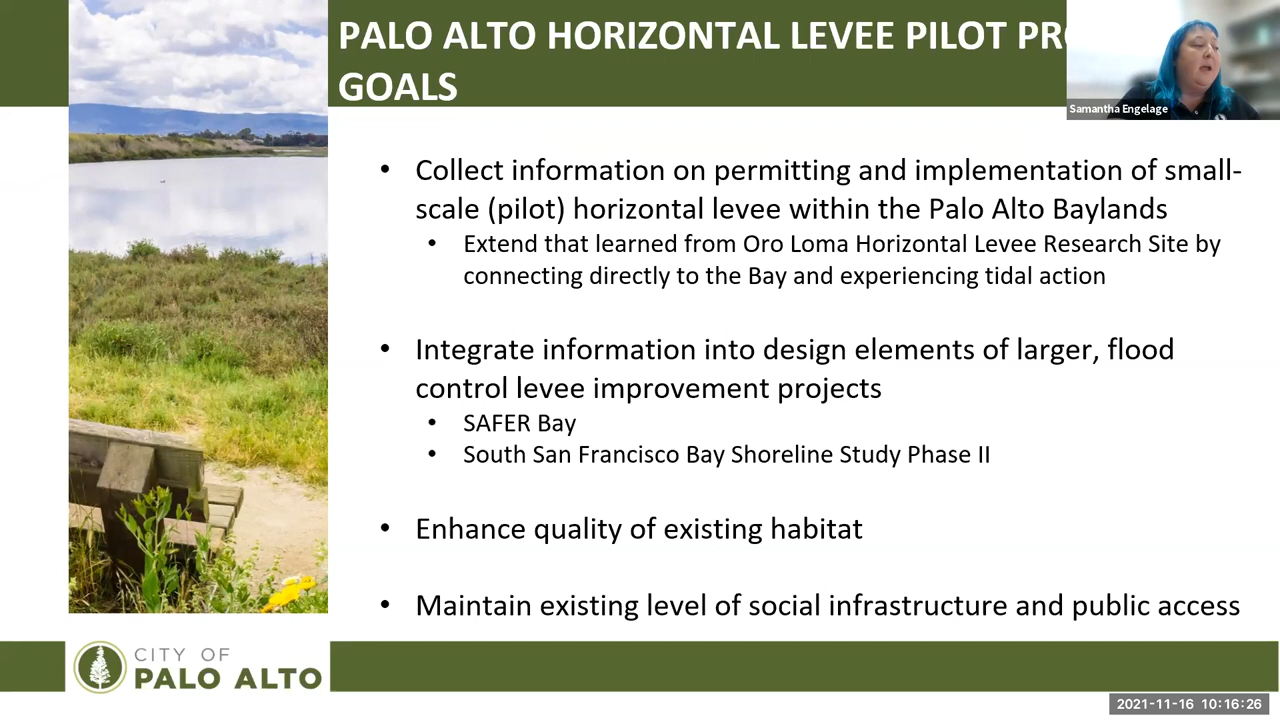 PALO ALTO HORIZONTAL LEVEE PILOT
GOALS
Samantha Engelage
• Collect information on permitting and implementation of small-
scale (pilot) horizontal levee within the Palo Alto Baylands
• Extend that learned from Oro Loma Horizontal Levee Research Site by
connecting directly to the Bay and experiencing tidal action
• Integrate information into design elements of larger, flood
control levee improvement projects
• SAFER Bay
• South San Francisco Bay Shoreline Study Phase II
• Enhance quality of existing habitat
• Maintain existing level of social infrastructure and public access
CITY OF
PALO ALTO
2021-11-16 10:16:26